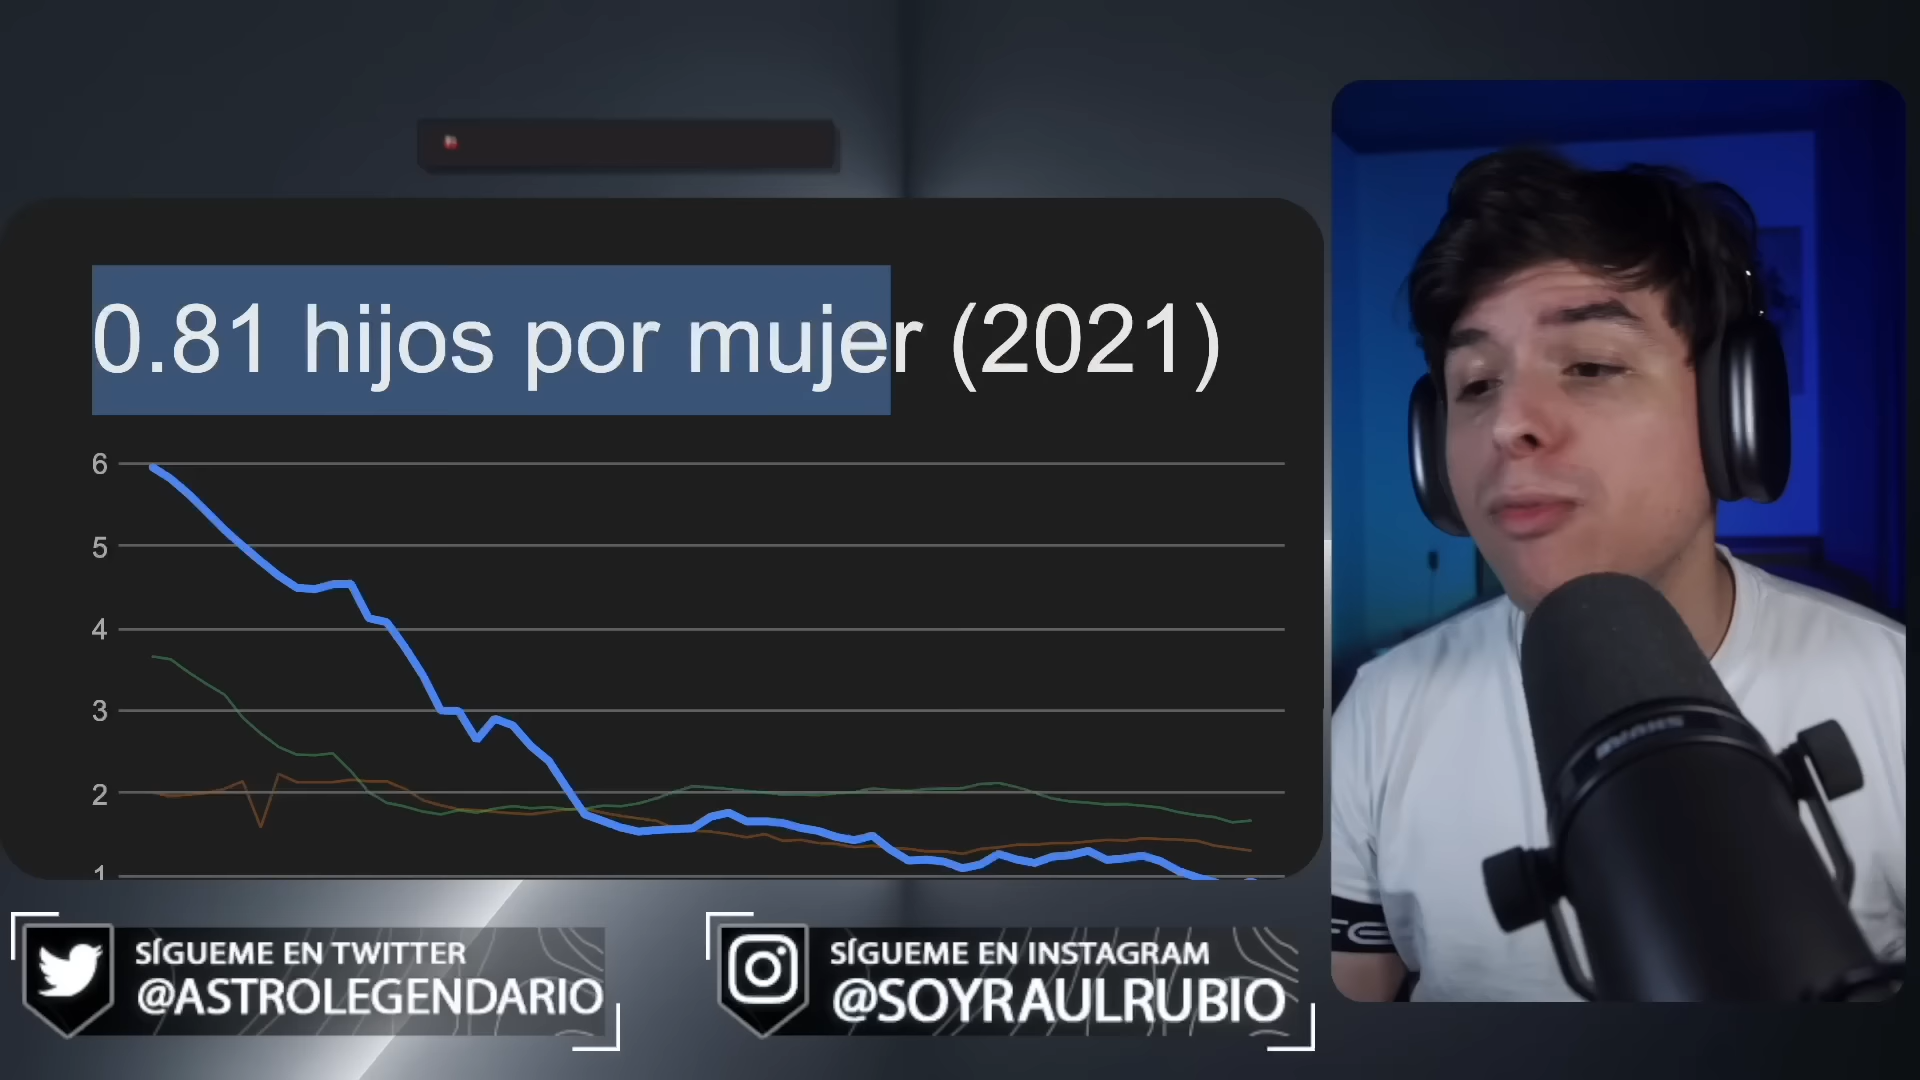 0.81 hijos por mujer (2021)
6
5
4
3
2
1
SÍGUEME EN TWITTER
@ASTROLEGENDARIO
SÍGUEME EN INSTAGRAM
@SOYRAULRUBIO